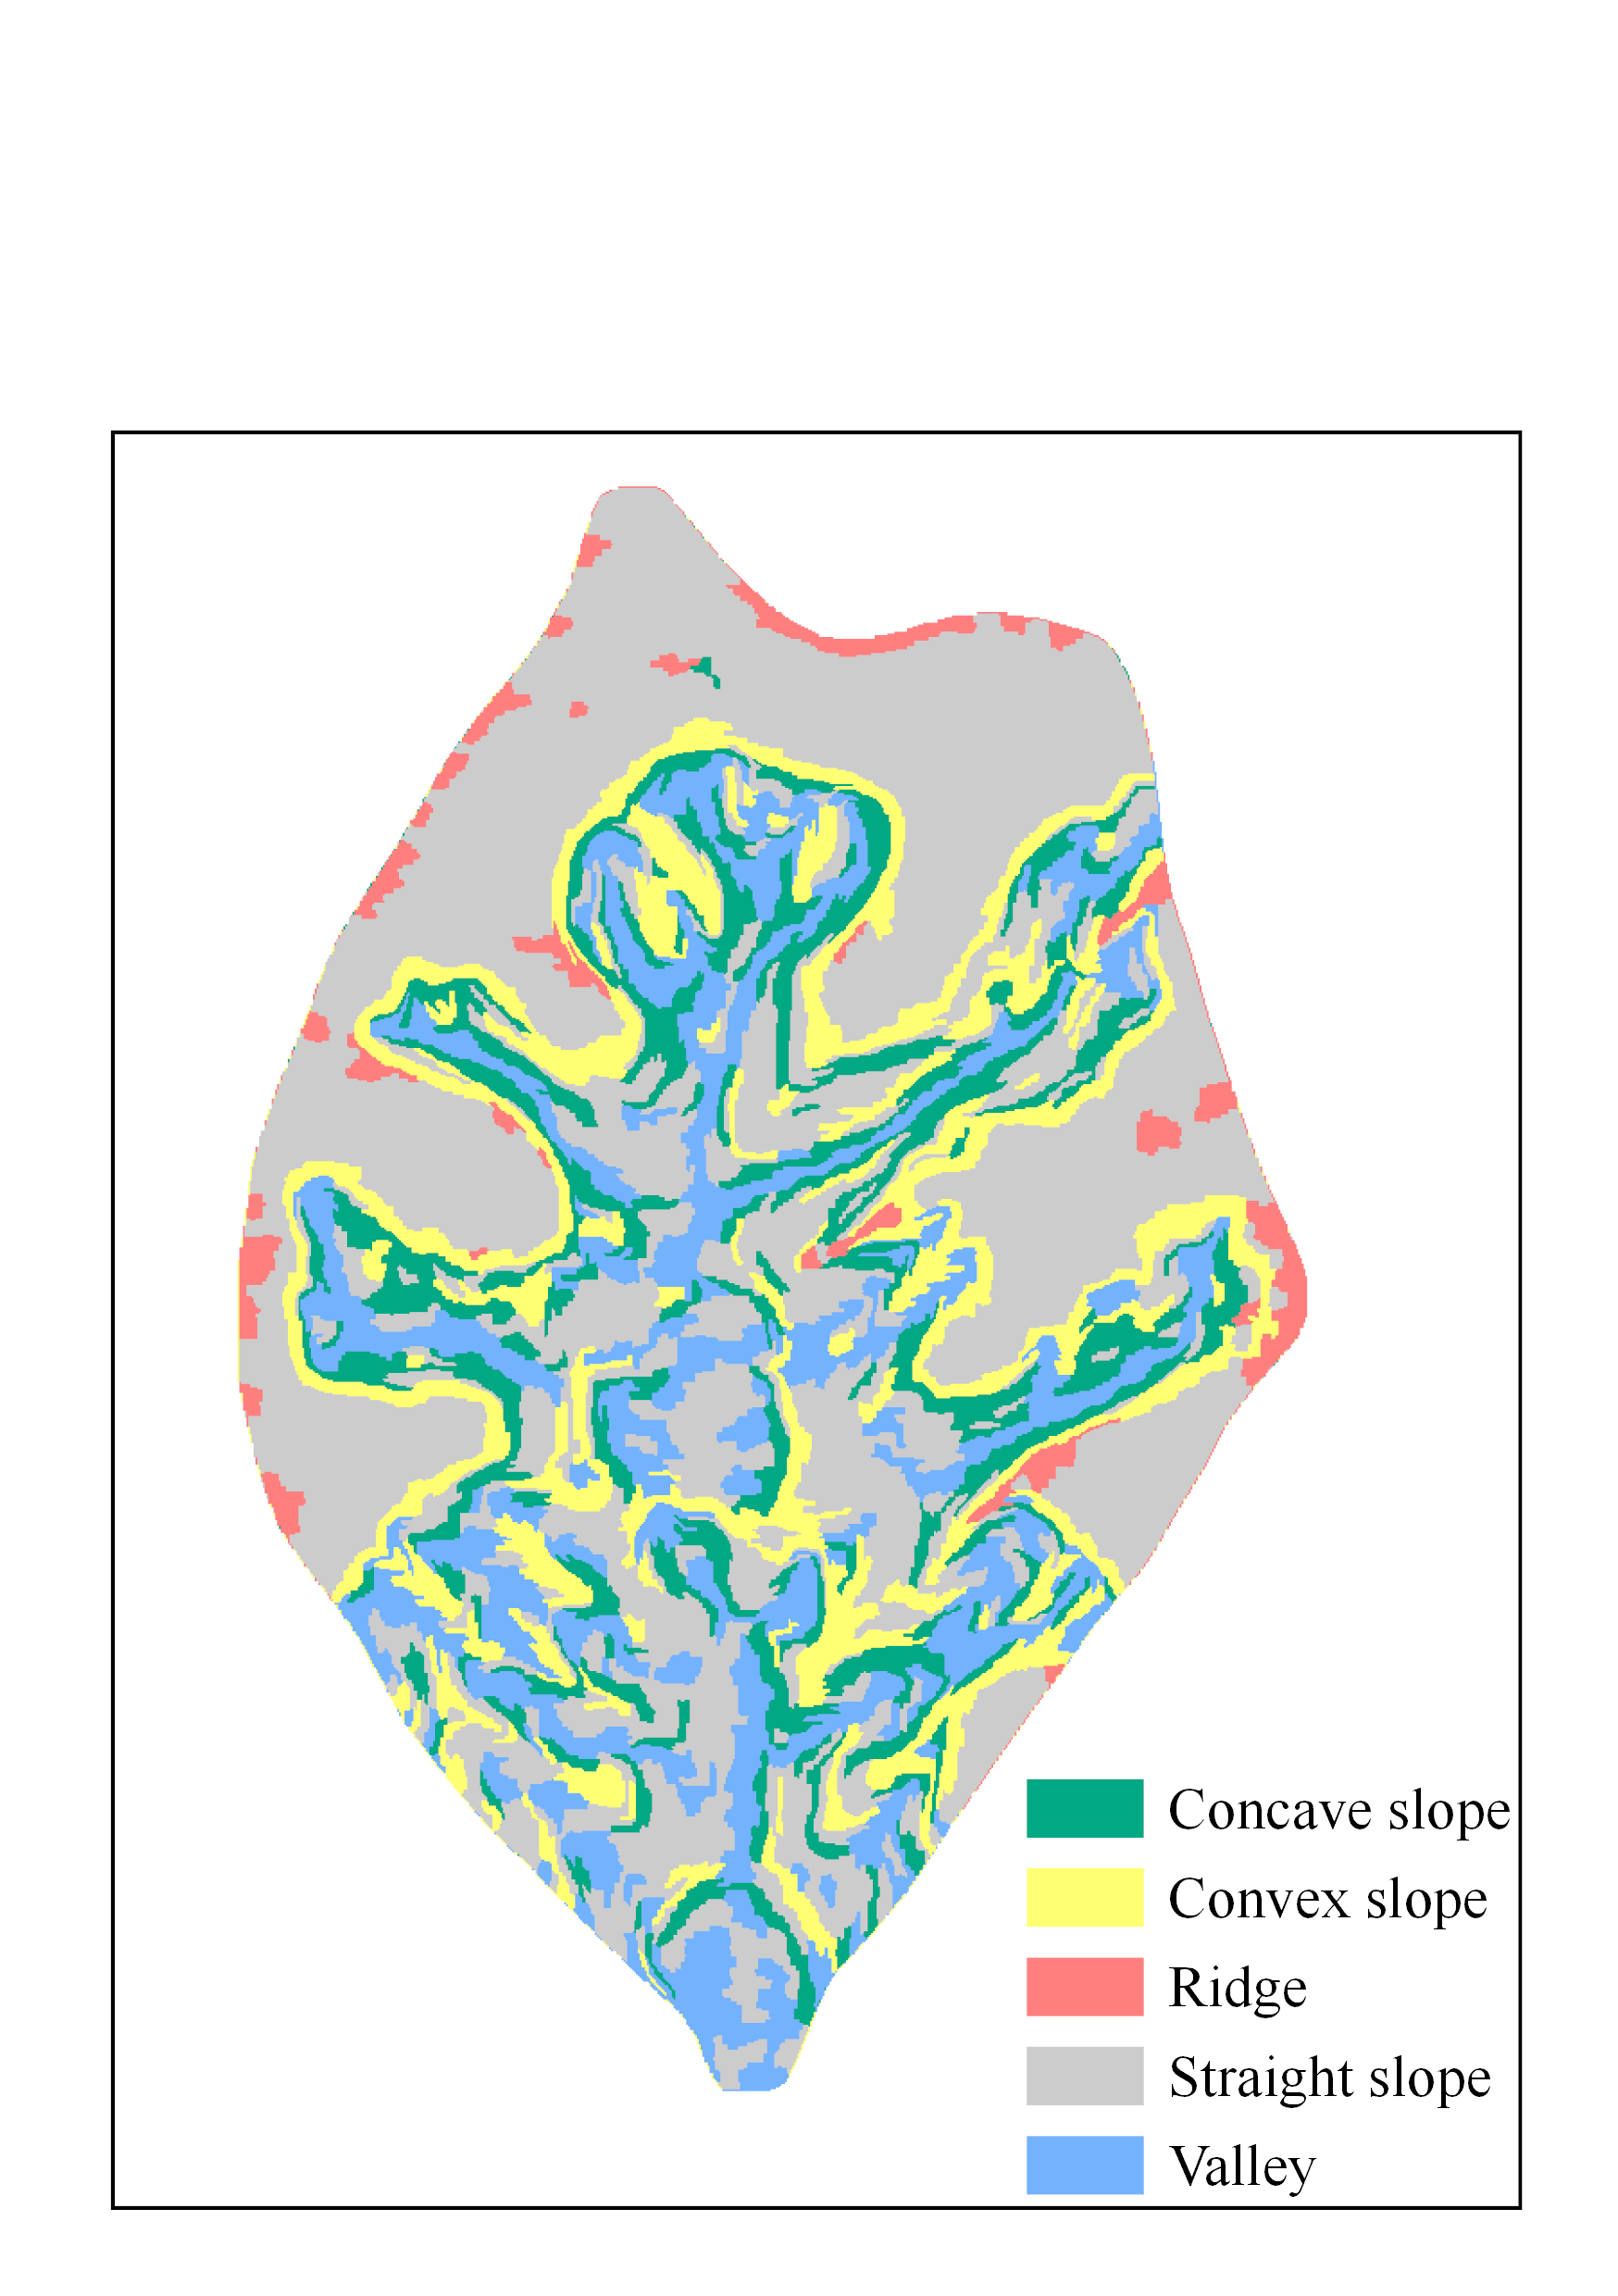 Concave slope
Convex slope
Ridge
Straight slope
Valley